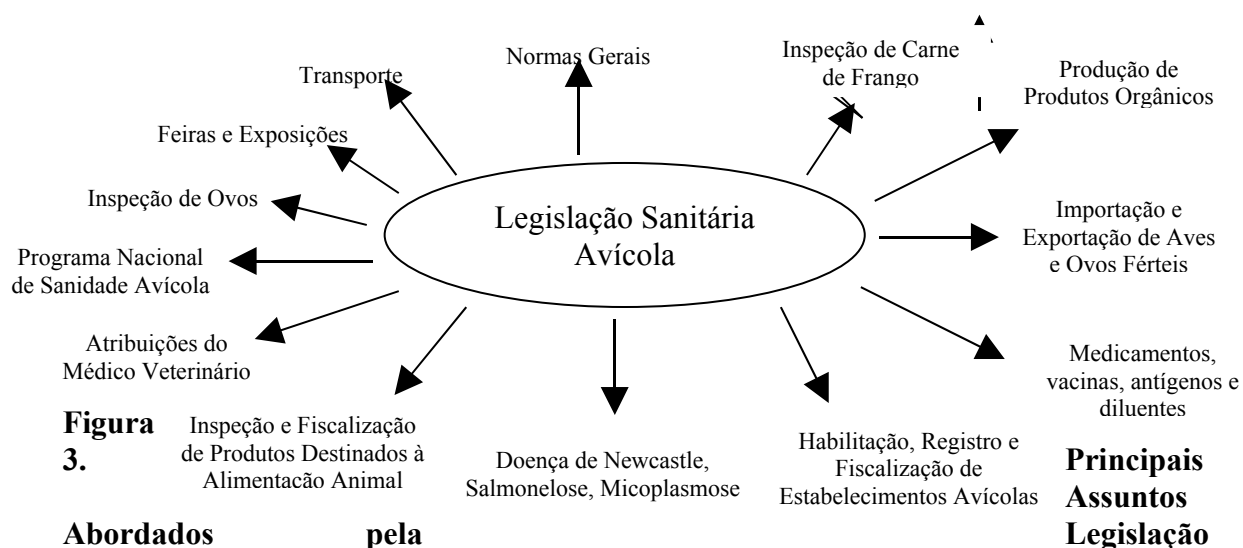 Normas Gerais
Inspeção de Carne
de Frango
Produção de
Produtos Orgânicos
Transporte
Feiras e Exposições
Inspeção de Ovos
Programa Nacional
de Sanidade Avícola
Atribuições do
Médico Veterinário
Legislação Sanitária
Avícola
Importação e
Exportação de Aves
e Ovos Férteis
Medicamentos,
vacinas, antígenos e
diluentes
Inspeção e Fiscalização
de Produtos Destinados à
Alimentacão Animal
Doença de Newcastle,
Salmonelose, Micoplasmose
Habilitação, Registro e
Fiscalização de
Estabelecimentos Avícolas
Figura
3.
Principais
Assuntos
Abordados pela Legislação